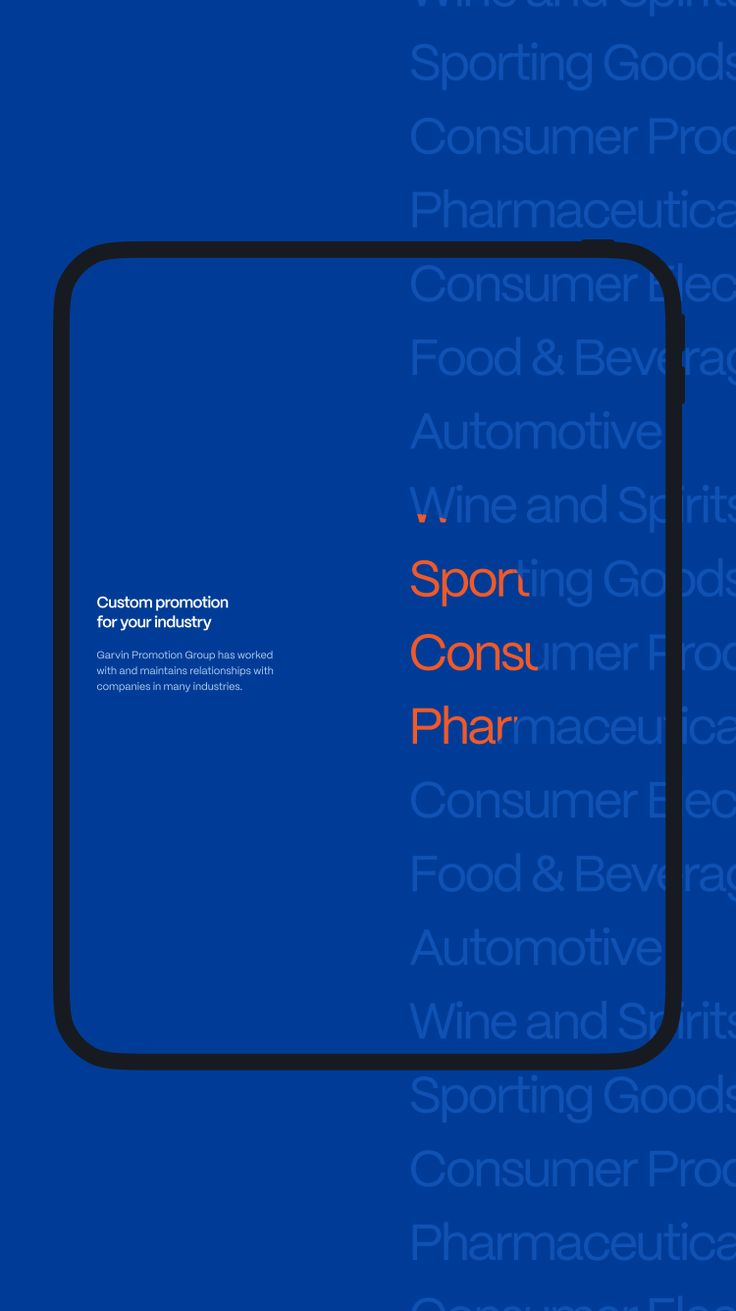 Wine and Spirits
Sporting Goods
Consumer Prod
Pharmaceutica
Consumer Elec
Food & Beverag
Automotive
Wine and Spirits
Custom promotion
for your industry
Garvin Promotion Group has worked
with and maintains relationships with
companies in many industries.
Sporting Goods
Consumer Prod
Pharmaceutica
Consumer Elec
Food & Beverag
Automotive
Wine and Spirits
Sporting Goods
Consumer Prod
Pharmaceutica
Consumer Elec